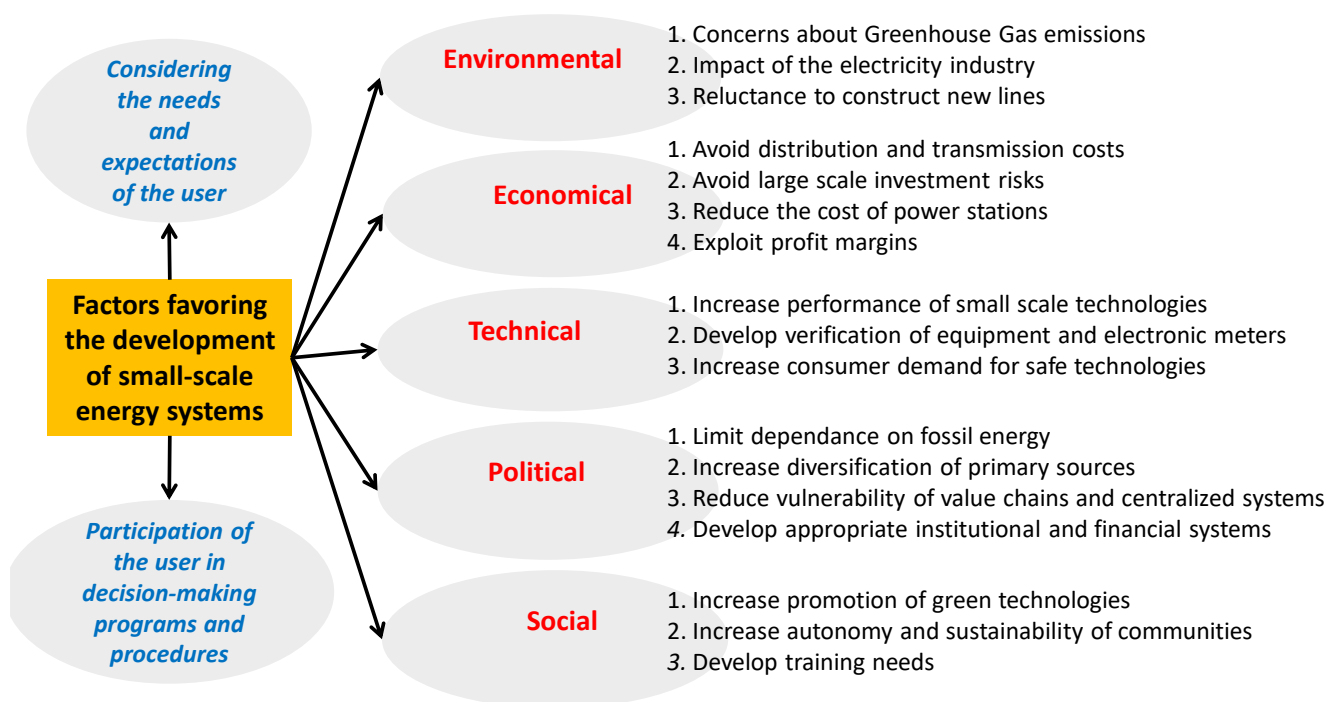 Considering
the needs
and
expectations
of the user
Factors favoring
the development
of small-scale
energy systems
Participation of
the user in
decision-making
programs and
procedures
Environmental
1. Concerns about Greenhouse Gas emissions
2. Impact of the electricity industry
3. Reluctance to construct new lines
Economical
1. Avoid distribution and transmission costs
2. Avoid large scale investment risks
3. Reduce the cost of power stations
4. Exploit profit margins
Technical
1. Increase performance of small scale technologies
2. Develop verification of equipment and electronic meters
3. Increase consumer demand for safe technologies
Political
1. Limit dependance on fossil energy
2. Increase diversification of primary sources
3. Reduce vulnerability of value chains and centralized systems
4. Develop appropriate institutional and financial systems
Social
1. Increase promotion of green technologies
2. Increase autonomy and sustainability of communities
3. Develop training needs